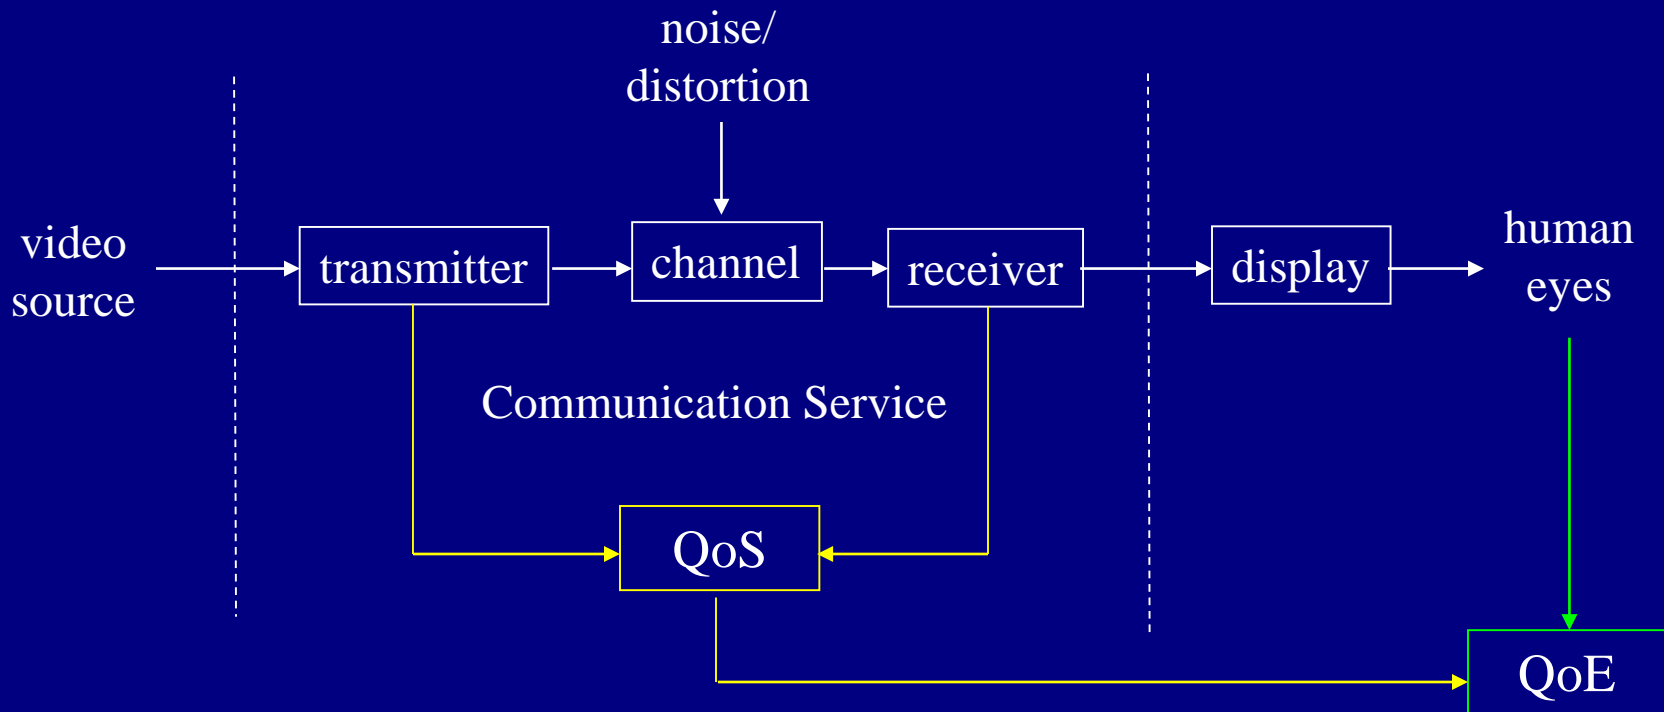 noise/
distortion
video
source
transmitter
channel
receiver
display
human
eyes
Communication Service
QoS
QoE